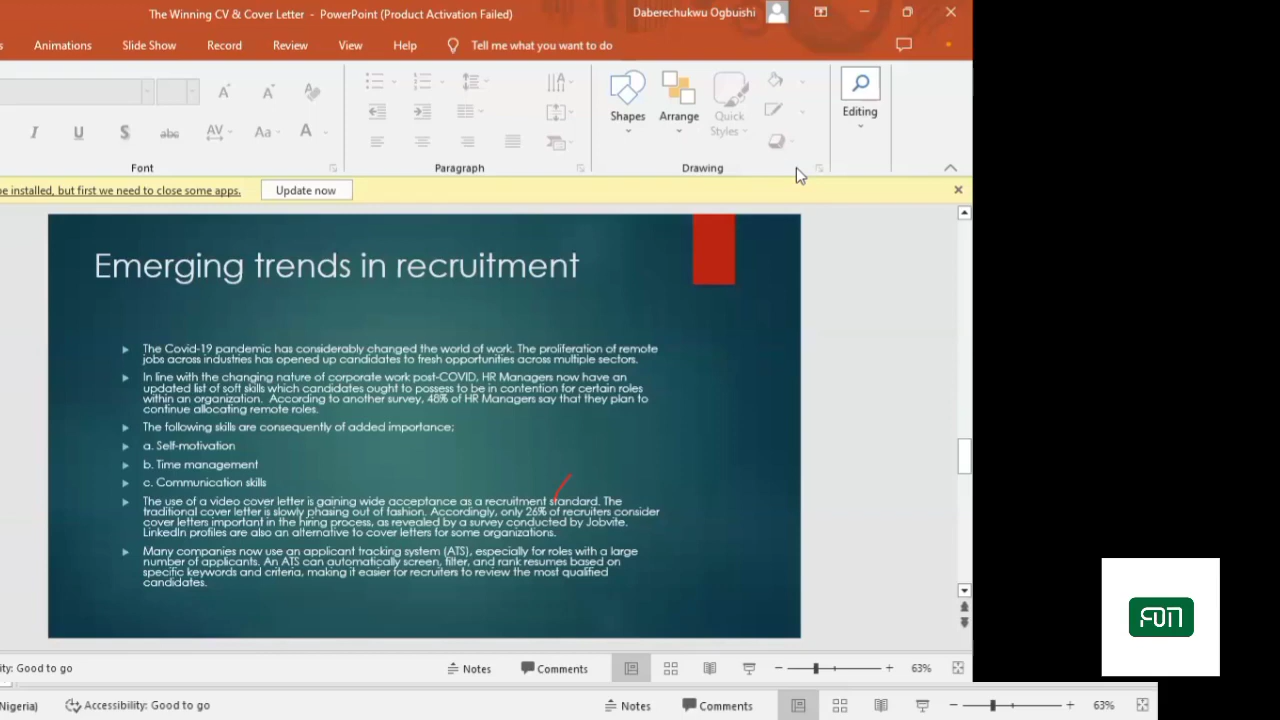 The Winning CV & Cover Letter - PowerPoint (Product Activation Failed)
Daberechukwu Ogbuishi
Animations
Slide Show
Record
Review
View
Help
Tell me what you want to do
Shapes
Arrange
Quick
Styles
Editing
Font
Paragraph
Drawing
be installed, but first we need to close some apps.
Update now
Emerging trends in recruitment
The Covid-19 pandemic has considerably changed the world of work. The proliferation of remote
jobs across industries has opened up candidates to fresh opportunities across multiple sectors.
In line with the changing nature of corporate work post-COVID, HR Managers now have an
updated list of soft skills which candidates ought to possess to be in contention for certain roles
within an organization. According to another survey, 48% of HR Managers say that they plan to
continue allocating remote roles.
The following skills are consequently of added importance;
a. Self-motivation
b. Time management
c. Communication skills
The use of a video cover letter is gaining wide acceptance as a recruitment standard. The
traditional cover letter is slowly phasing out of fashion. Accordingly, only 26% of recruiters consider
cover letters important in the hiring process, as revealed by a survey conducted by Jobvite.
LinkedIn profiles are also an alternative to cover letters for some organizations.
Many companies now use an applicant tracking system (ATS), especially for roles with a large
number of applicants. An ATS can automatically screen, filter, and rank resumes based on
specific keywords and criteria, making it easier for recruiters to review the most qualified
candidates.
ity: Good to go
Notes
Comments
63%
Nigeria)
Accessibility: Good to go
Notes
Comments
63%